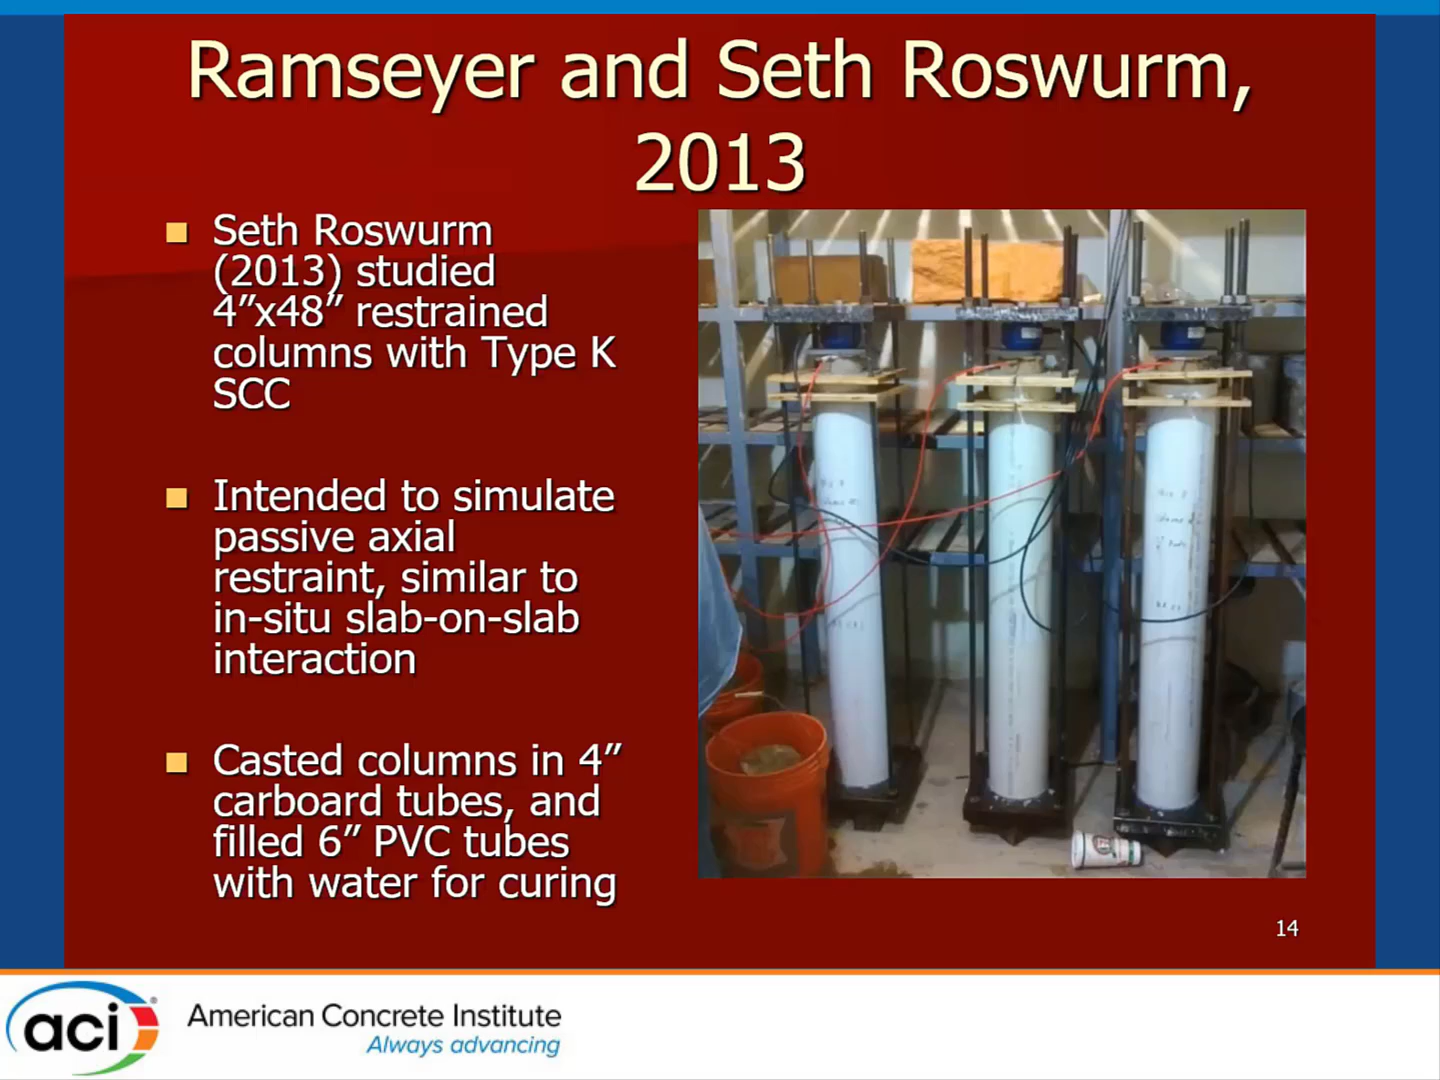 Ramseyer and Seth Roswurm,
2013
Seth Roswurm
(2013) studied
4”x48” restrained
columns with Type K
SCC
Intended to simulate
passive axial
restraint, similar to
in-situ slab-on-slab
interaction
Casted columns in 4”
carboard tubes, and
filled 6” PVC tubes
with water for curing
14
aci®
American Concrete Institute
Always advancing